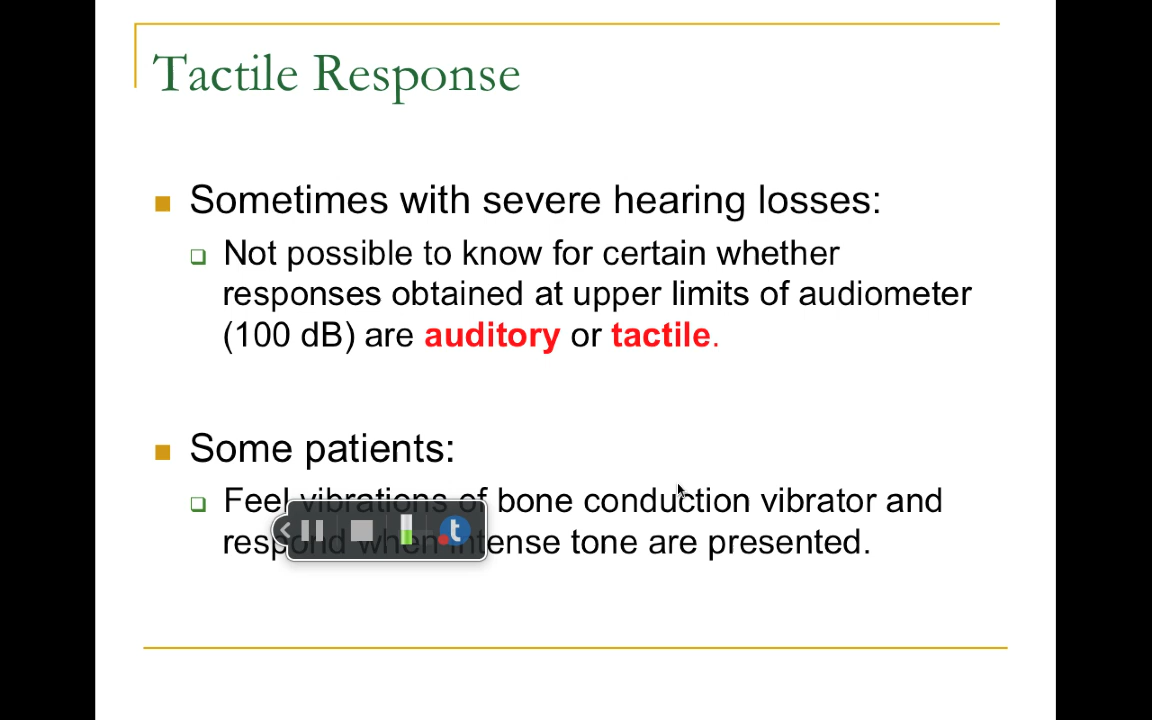 Tactile Response
Sometimes with severe hearing losses:
Not possible to know for certain whether
responses obtained at upper limits of audiometer
(100 dB) are auditory or tactile.
Some patients:
Feel vibrations of bone conduction vibrator and
respond when intense tone are presented.
t